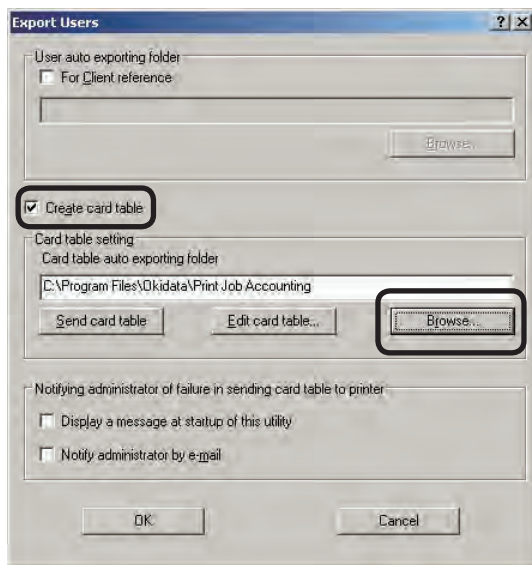 Export Users
User auto exporting folder
For Client reference
Browse...
Create card table
Card table setting
Card table auto exporting folder
C:\Program Files\Okidata\Print Job Accounting
Send card table Edit card table... Browse...
Notifying administrator of failure in sending card table to printer
Display a message at startup of this utility
Notify administrator by e-mail
OK Cancel